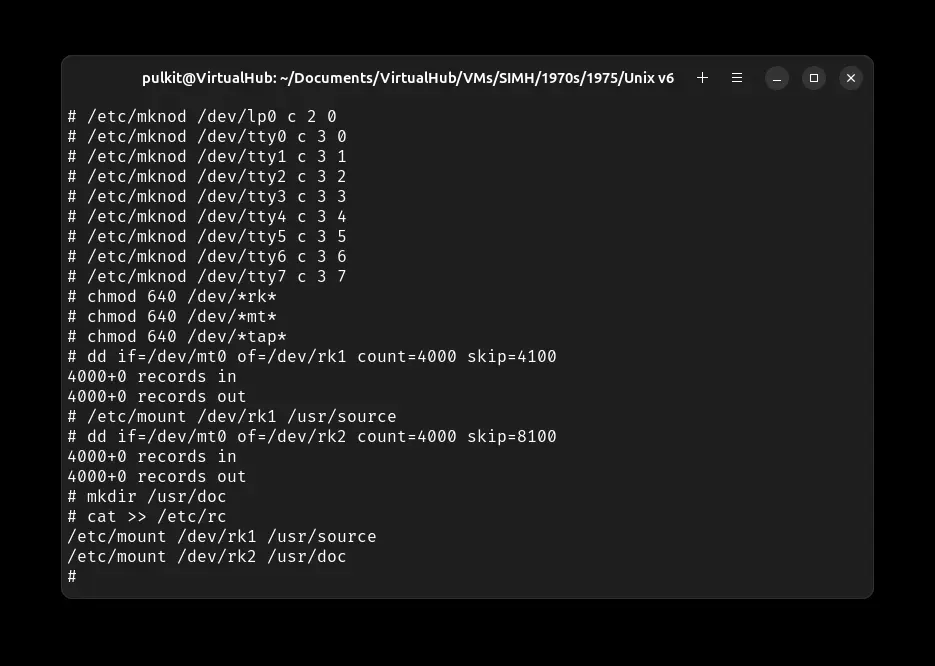 pulkit@VirtualHub: ~/Documents/VirtualHub/VMs/SIMH/1970s/1975/Unix v6
# /etc/mknod /dev/lp0 c 2 0
# /etc/mknod /dev/tty0 c 3 0
# /etc/mknod /dev/tty1 c 3 1
# /etc/mknod /dev/tty2 c 3 2
# /etc/mknod /dev/tty3 c 3 3
# /etc/mknod /dev/tty4 c 3 4
# /etc/mknod /dev/tty5 c 3 5
# /etc/mknod /dev/tty6 c 3 6
# /etc/mknod /dev/tty7 c 3 7
# chmod 640 /dev/*rk*
# chmod 640 /dev/*mt*
# chmod 640 /dev/*tap*
# dd if=/dev/mt0 of=/dev/rk1 count=4000 skip=4100
4000+0 records in
4000+0 records out
# /etc/mount /dev/rk1 /usr/source
# dd if=/dev/mt0 of=/dev/rk2 count=4000 skip=8100
4000+0 records in
4000+0 records out
# mkdir /usr/doc
# cat >> /etc/rc
/etc/mount /dev/rk1 /usr/source
/etc/mount /dev/rk2 /usr/doc
#